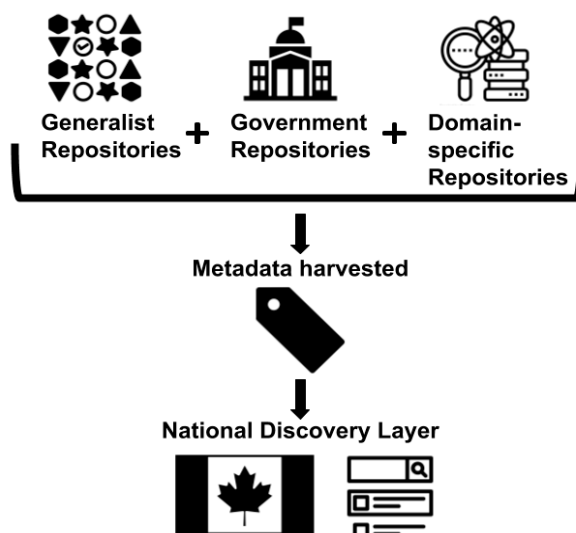 Generalist
Repositories
+
Government
Repositories
+
Domain-
specific
Repositories
Metadata harvested
National Discovery Layer